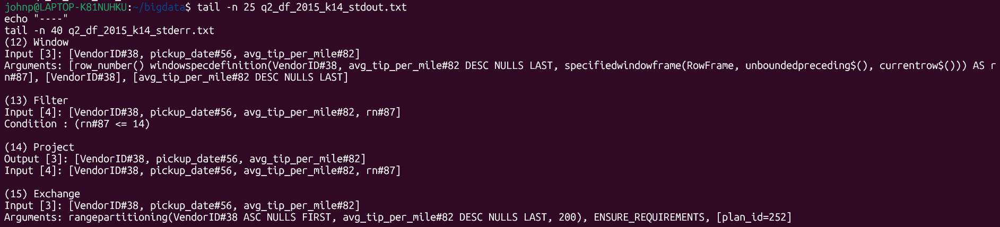 johnp@LAPTOP-K81NUHKU:~/bigdata$ tail -n 25 q2_df_2015_k14_stdout.txt
echo "----"
tail -n 40 q2_df_2015_k14_stderr.txt
(12) Window
Input [3]: [VendorID#38, pickup_date#56, avg_tip_per_mile#82]
Arguments: [row_number() windowspecdefinition(VendorID#38, avg_tip_per_mile#82 DESC NULLS LAST, specifiedwindowframe(RowFrame, unboundedpreceding$(), currentrow$())) AS r
n#87], [VendorID#38], [avg_tip_per_mile#82 DESC NULLS LAST]
(13) Filter
Input [4]: [VendorID#38, pickup_date#56, avg_tip_per_mile#82, rn#87]
Condition : (rn#87 <= 14)
(14) Project
Output [3]: [VendorID#38, pickup_date#56, avg_tip_per_mile#82]
Input [4]: [VendorID#38, pickup_date#56, avg_tip_per_mile#82, rn#87]
(15) Exchange
Input [3]: [VendorID#38, pickup_date#56, avg_tip_per_mile#82]
Arguments: rangepartitioning(VendorID#38 ASC NULLS FIRST, avg_tip_per_mile#82 DESC NULLS LAST, 200), ENSURE_REQUIREMENTS, [plan_id=252]